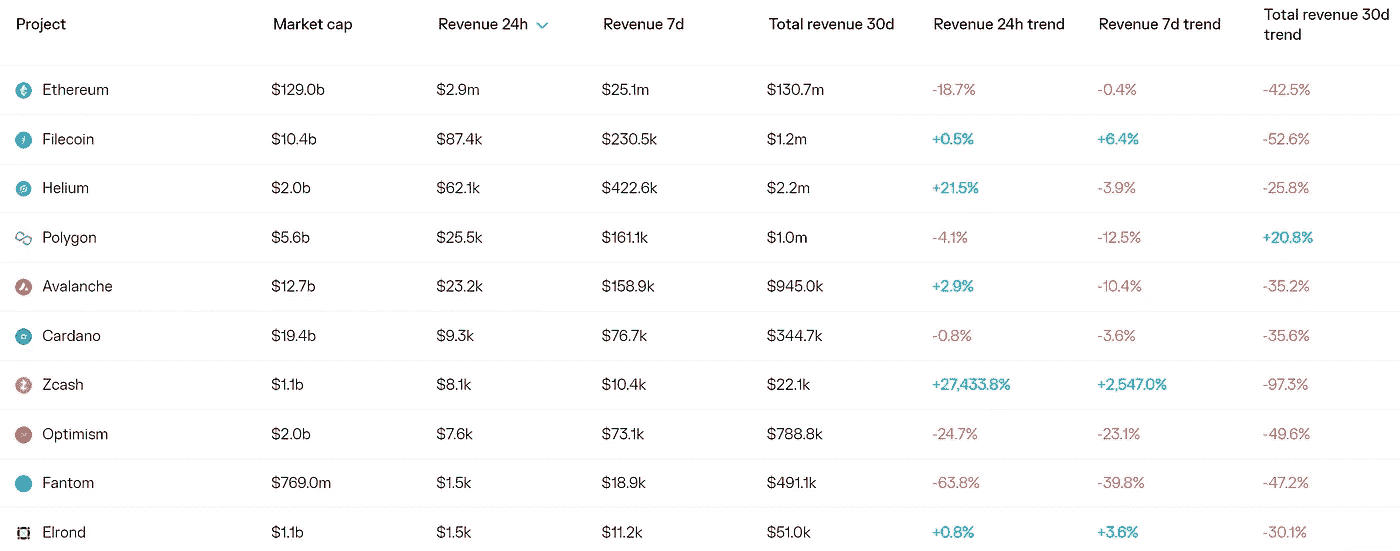 Project Market cap Revenue 24h Revenue 7d Total revenue 30d Revenue 24h trend Revenue 7d trend Total revenue 30d
trend
Ethereum $129.0b $2.9m $25.1m $130.7m -18.7% -0.4% -42.5%
Filecoin $10.4b $87.4k $230.5k $1.2m +0.5% +6.4% -52.6%
Helium $2.0b $62.1k $422.6k $2.2m +21.5% -3.9% -25.8%
Polygon $5.6b $25.5k $161.1k $1.0m -4.1% -12.5% +20.8%
Avalanche $12.7b $23.2k $158.9k $945.0k +2.9% -10.4% -35.2%
Cardano $19.4b $9.3k $76.7k $344.7k -0.8% -3.6% -35.6%
Zcash $1.1b $8.1k $10.4k $22.1k +27,433.8% +2,547.0% -97.3%
Optimism $2.0b $7.6k $73.1k $788.8k -24.7% -23.1% -49.6%
Fantom $769.0m $1.5k $18.9k $491.1k -63.8% -39.8% -47.2%
Elrond $1.1b $1.5k $11.2k $51.0k +0.8% +3.6% -30.1%